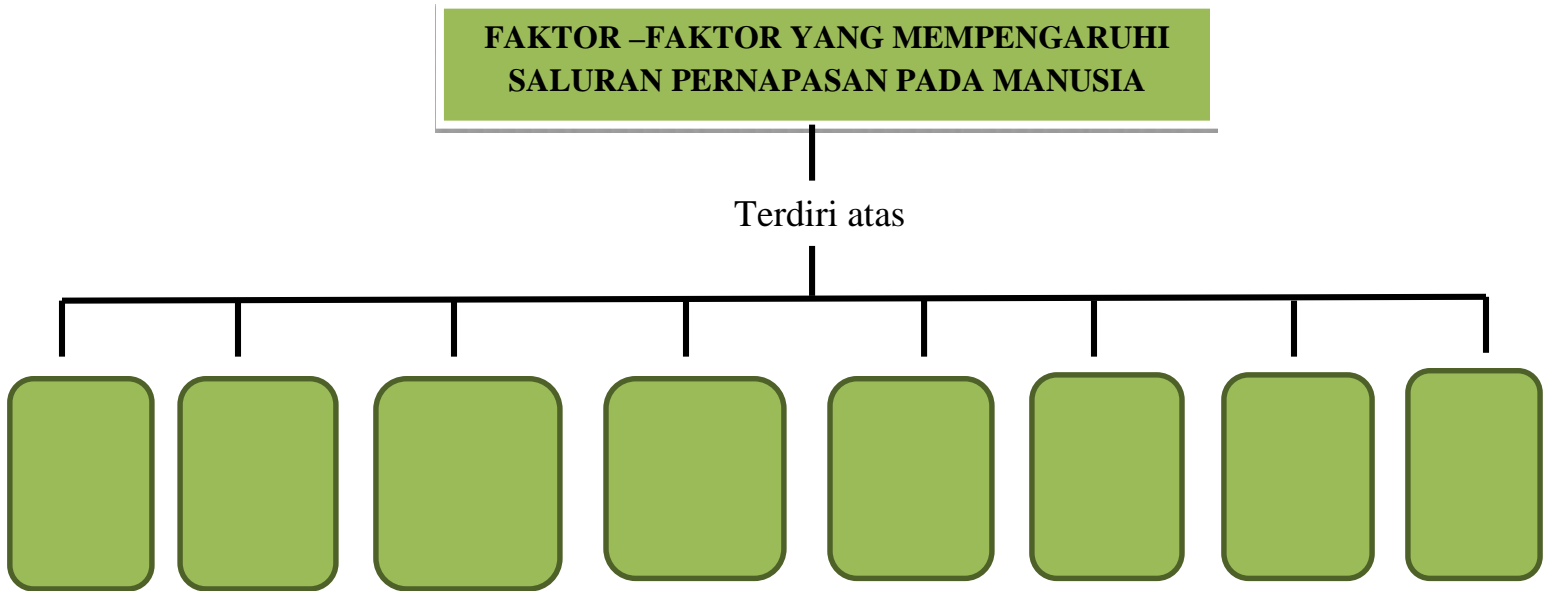 FAKTOR –FAKTOR YANG MEMPENGARUHI
SALURAN PERNAPASAN PADA MANUSIA
Terdiri atas